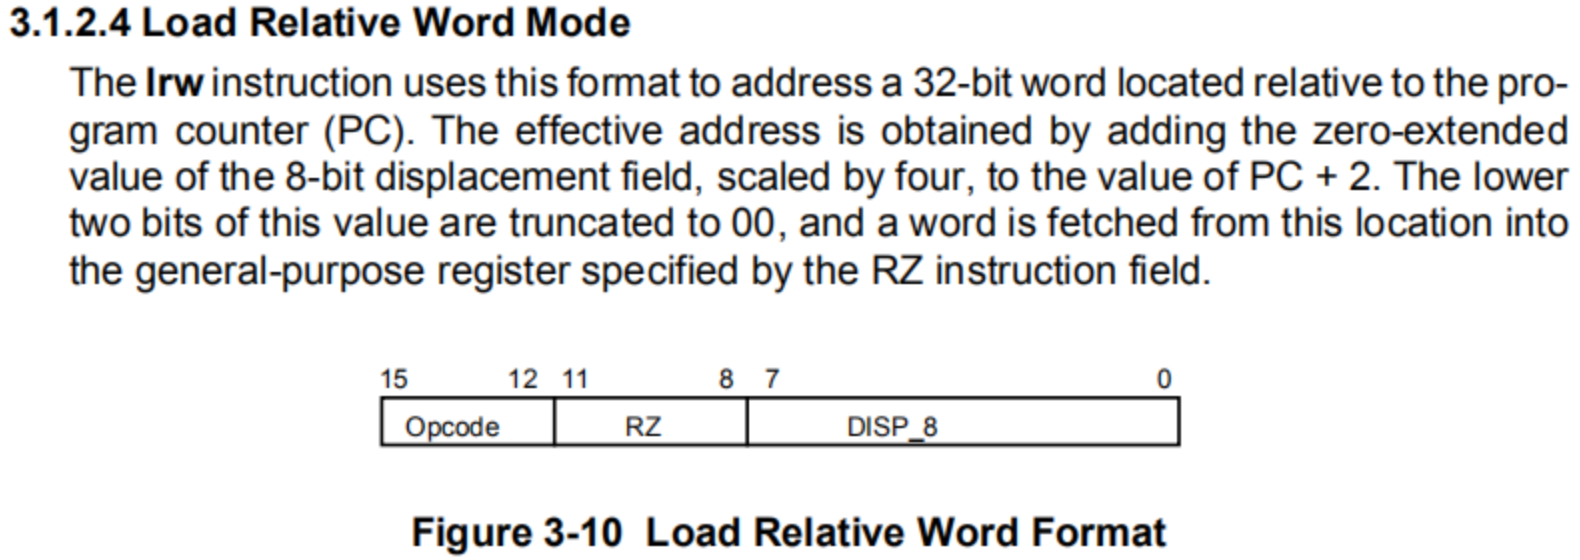 3.1.2.4 Load Relative Word Mode
The lrw instruction uses this format to address a 32-bit word located relative to the pro-
gram counter (PC). The effective address is obtained by adding the zero-extended
value of the 8-bit displacement field, scaled by four, to the value of PC + 2. The lower
two bits of this value are truncated to 00, and a word is fetched from this location into
the general-purpose register specified by the RZ instruction field.
15 12 11 8 7 0
Opcode RZ DISP_8
Figure 3-10 Load Relative Word Format